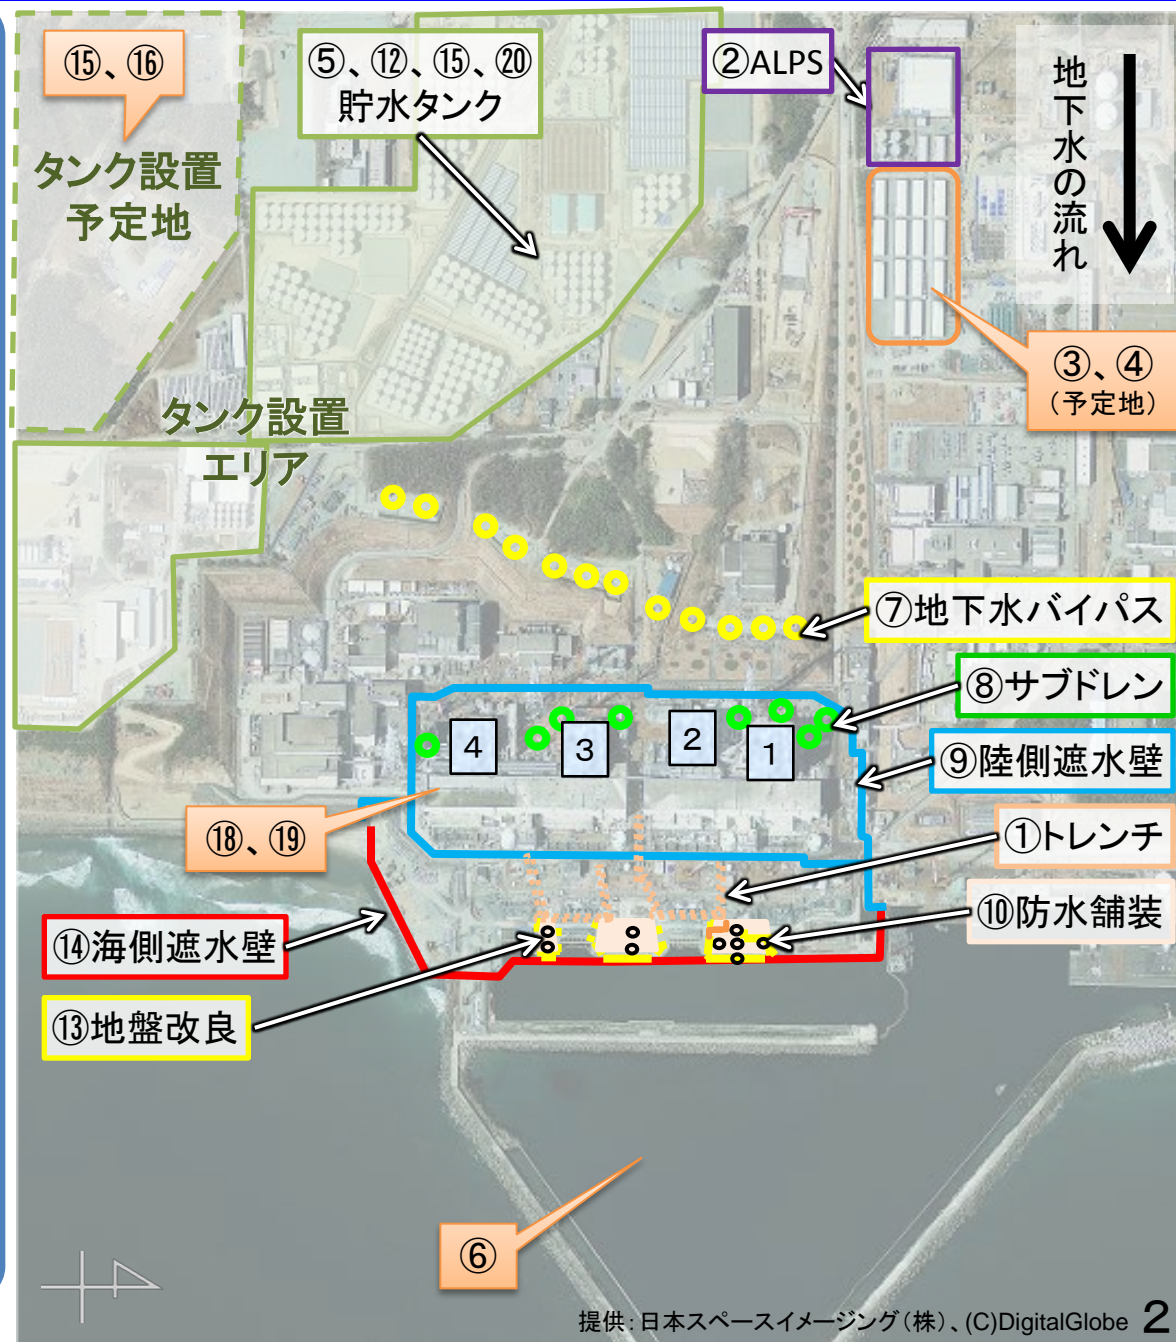 ⑮、⑯
タンク設置
予定地
⑤、⑫、⑮、⑳
貯水タンク
②ALPS
地下水の流れ
③、④
(予定地)
タンク設置
エリア
⑦地下水バイパス
⑧サブドレン
⑨陸側遮水壁
4
3
2
1
⑱、⑲
①トレンチ
⑩防水舗装
⑭海側遮水壁
⑬地盤改良
⑥
提供:日本スペースイメージング(株)、(C)DigitalGlobe 2